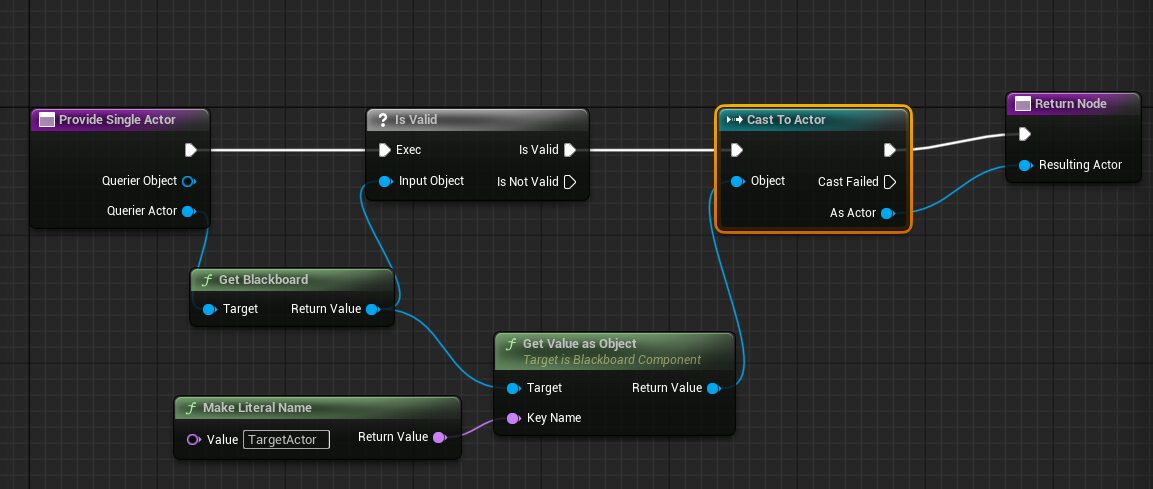 Provide Single Actor
Querier Object
Querier Actor
? Is Valid
Exec
Is Valid
Input Object
Is Not Valid
Cast To Actor
Object
Cast Failed
As Actor
Return Node
Resulting Actor
f Get Blackboard
Target
Return Value
f Get Value as Object
Target is Blackboard Component
Target
Return Value
Key Name
f Make Literal Name
Value
TargetActor
Return Value